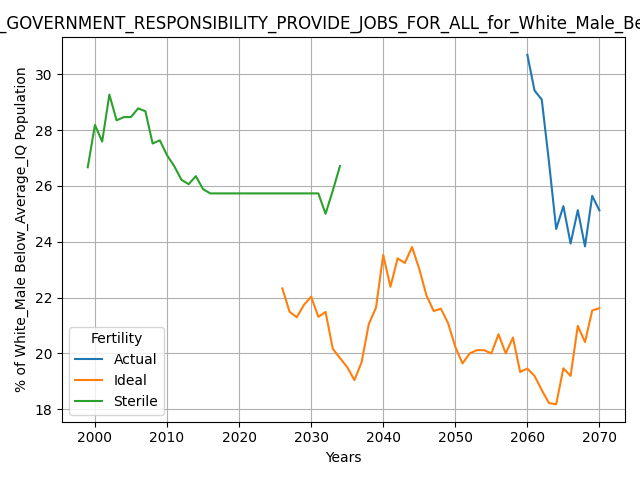 _GOVERNMENT_RESPONSIBILITY_PROVIDE_JOBS_FOR_ALL_for_White_Male_Be
% of White_Male Below_Average_IQ Population
30
28
26
24
22
20
18
Fertility
Actual
Ideal
Sterile
2000 2010 2020 2030 2040 2050 2060 2070
Years